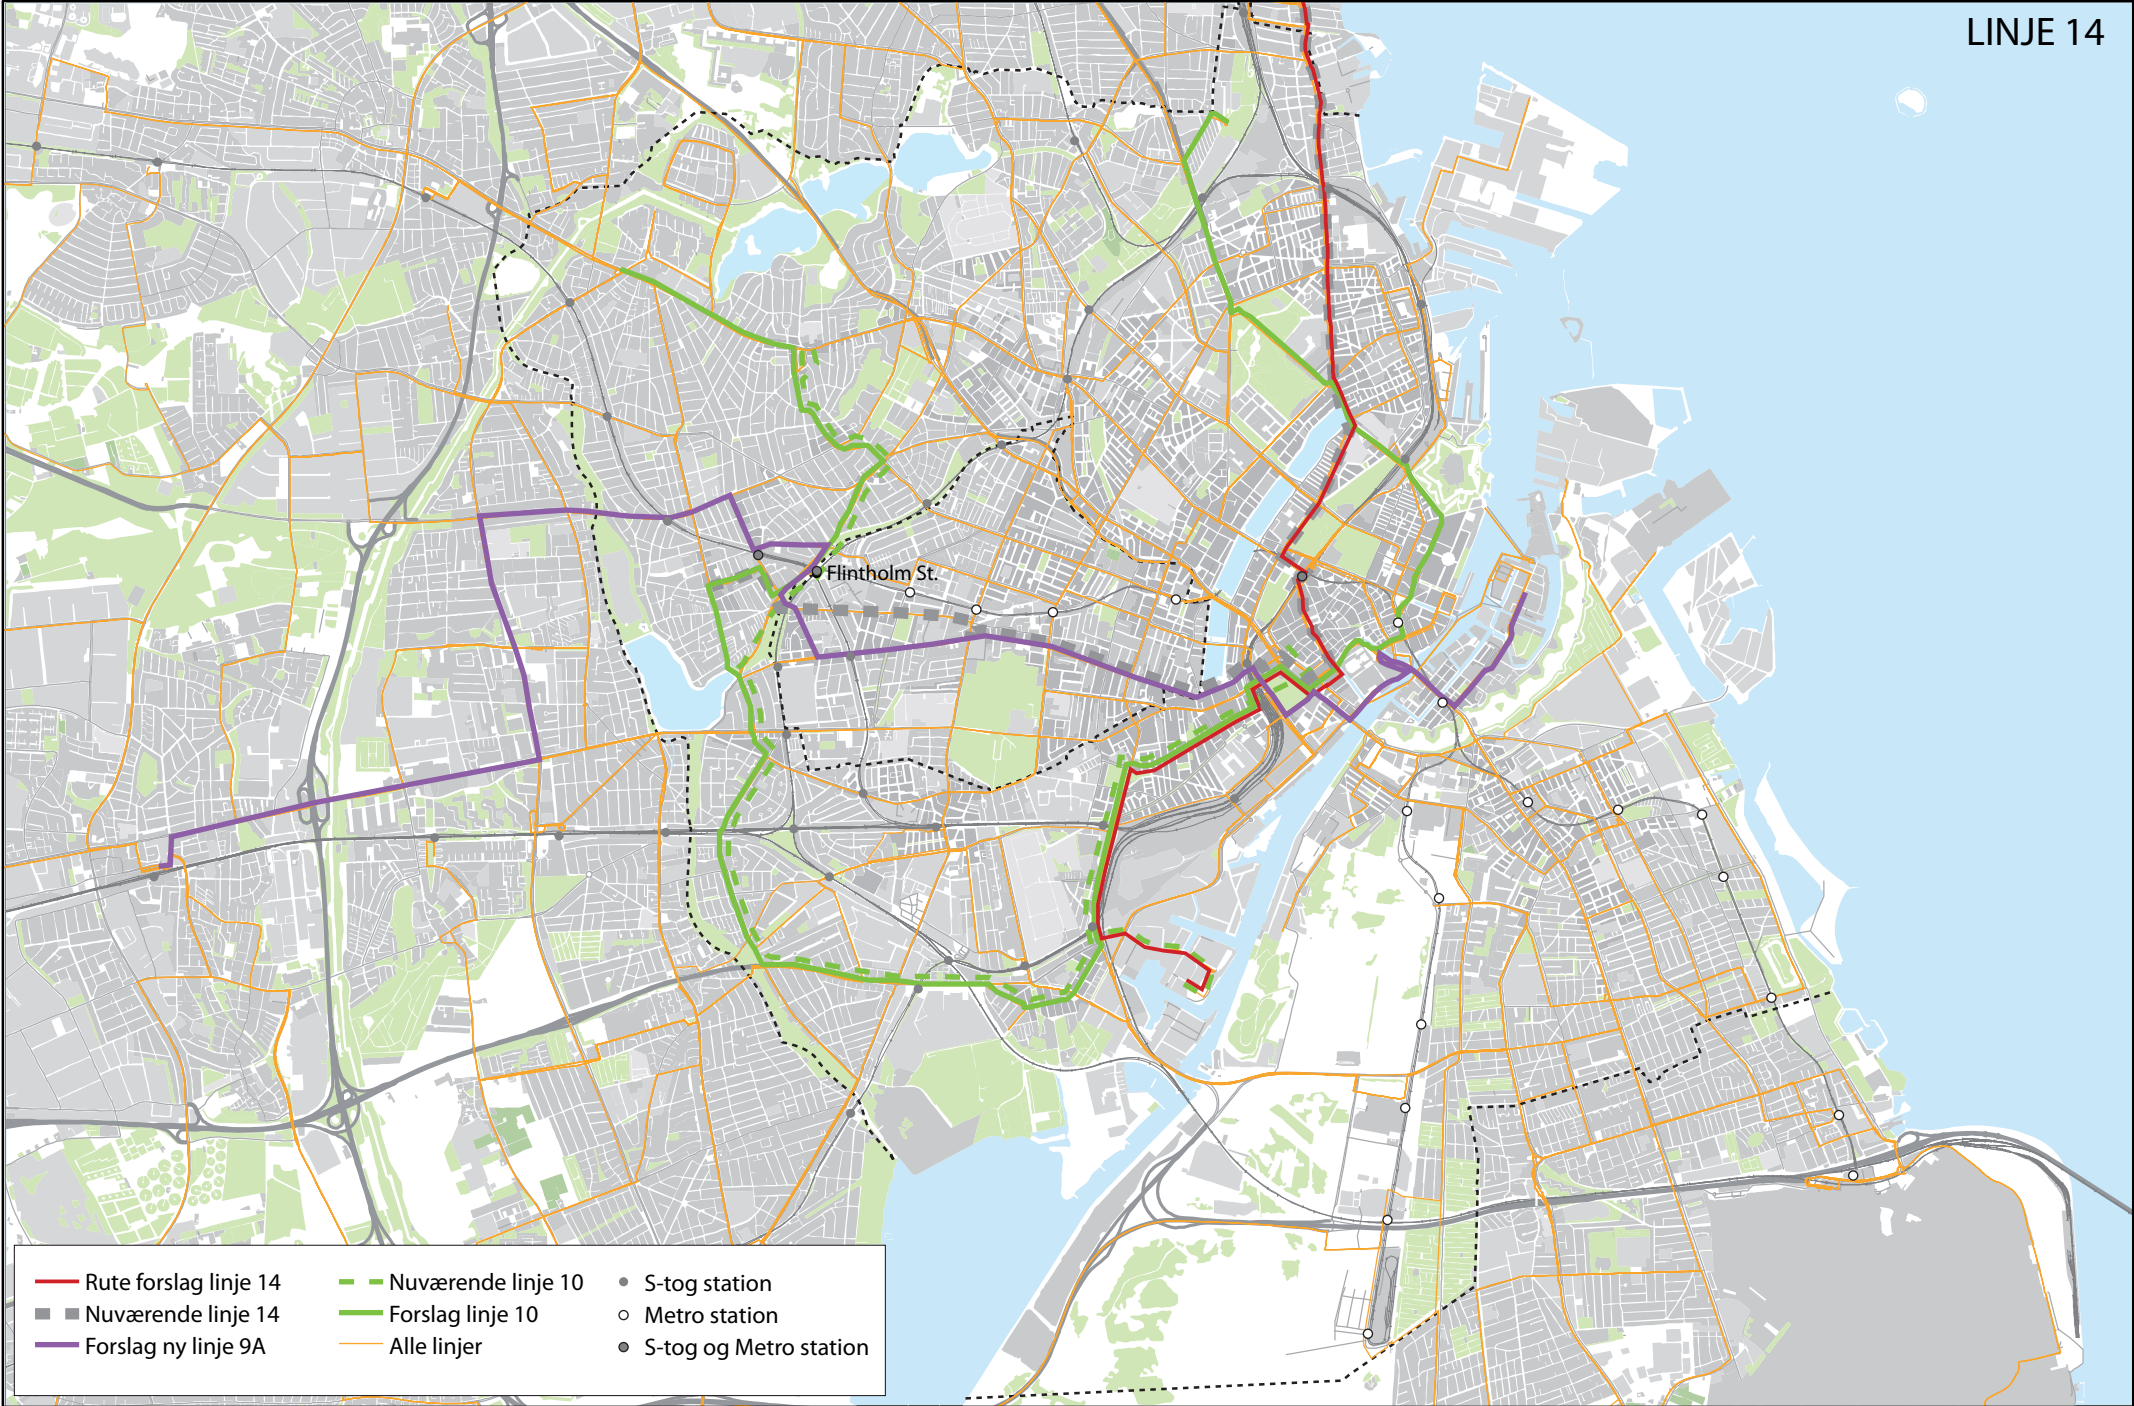 LINJE 14
Flintholm St.
Rute forslag linje 14
Nuværende linje 14
Forslag ny linje 9A
Nuværende linje 10
Forslag linje 10
Alle linjer
S-tog station
Metro station
S-tog og Metro station